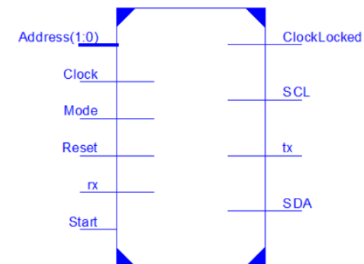 Address(1:0)
Clock
Mode
Reset
rx
Start
ClockLocked
SCL
tx
SDA